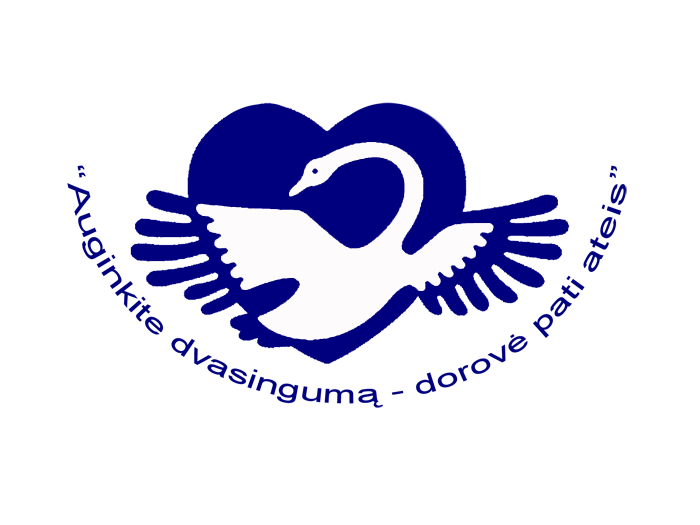 “Auginkite dvasingumą - dorovė pati ateis”